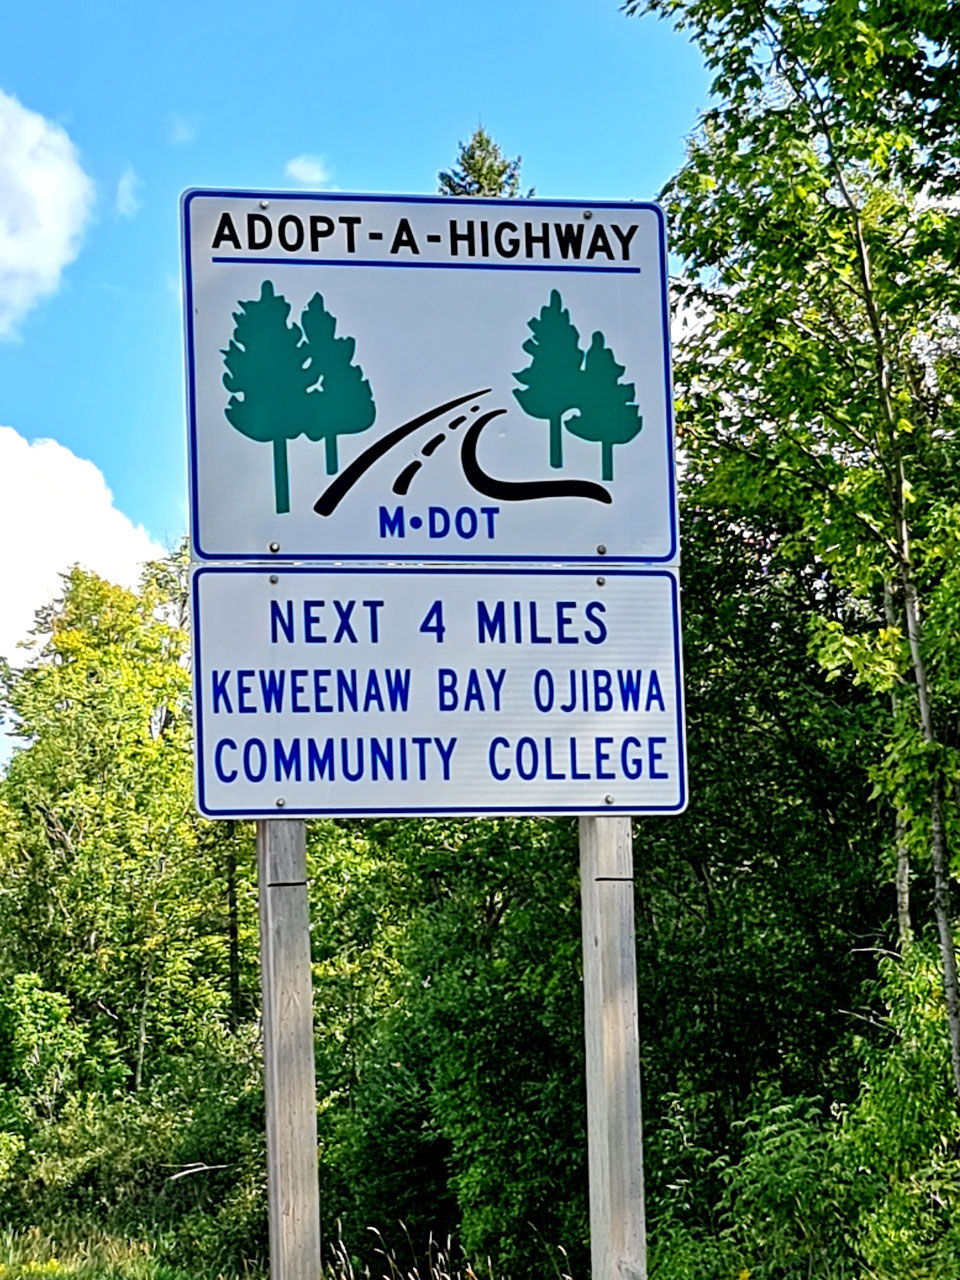 ADOPT-A-HIGHWAY
M•DOT
NEXT 4 MILES
KEWEENAW BAY OJIBWA
COMMUNITY COLLEGE